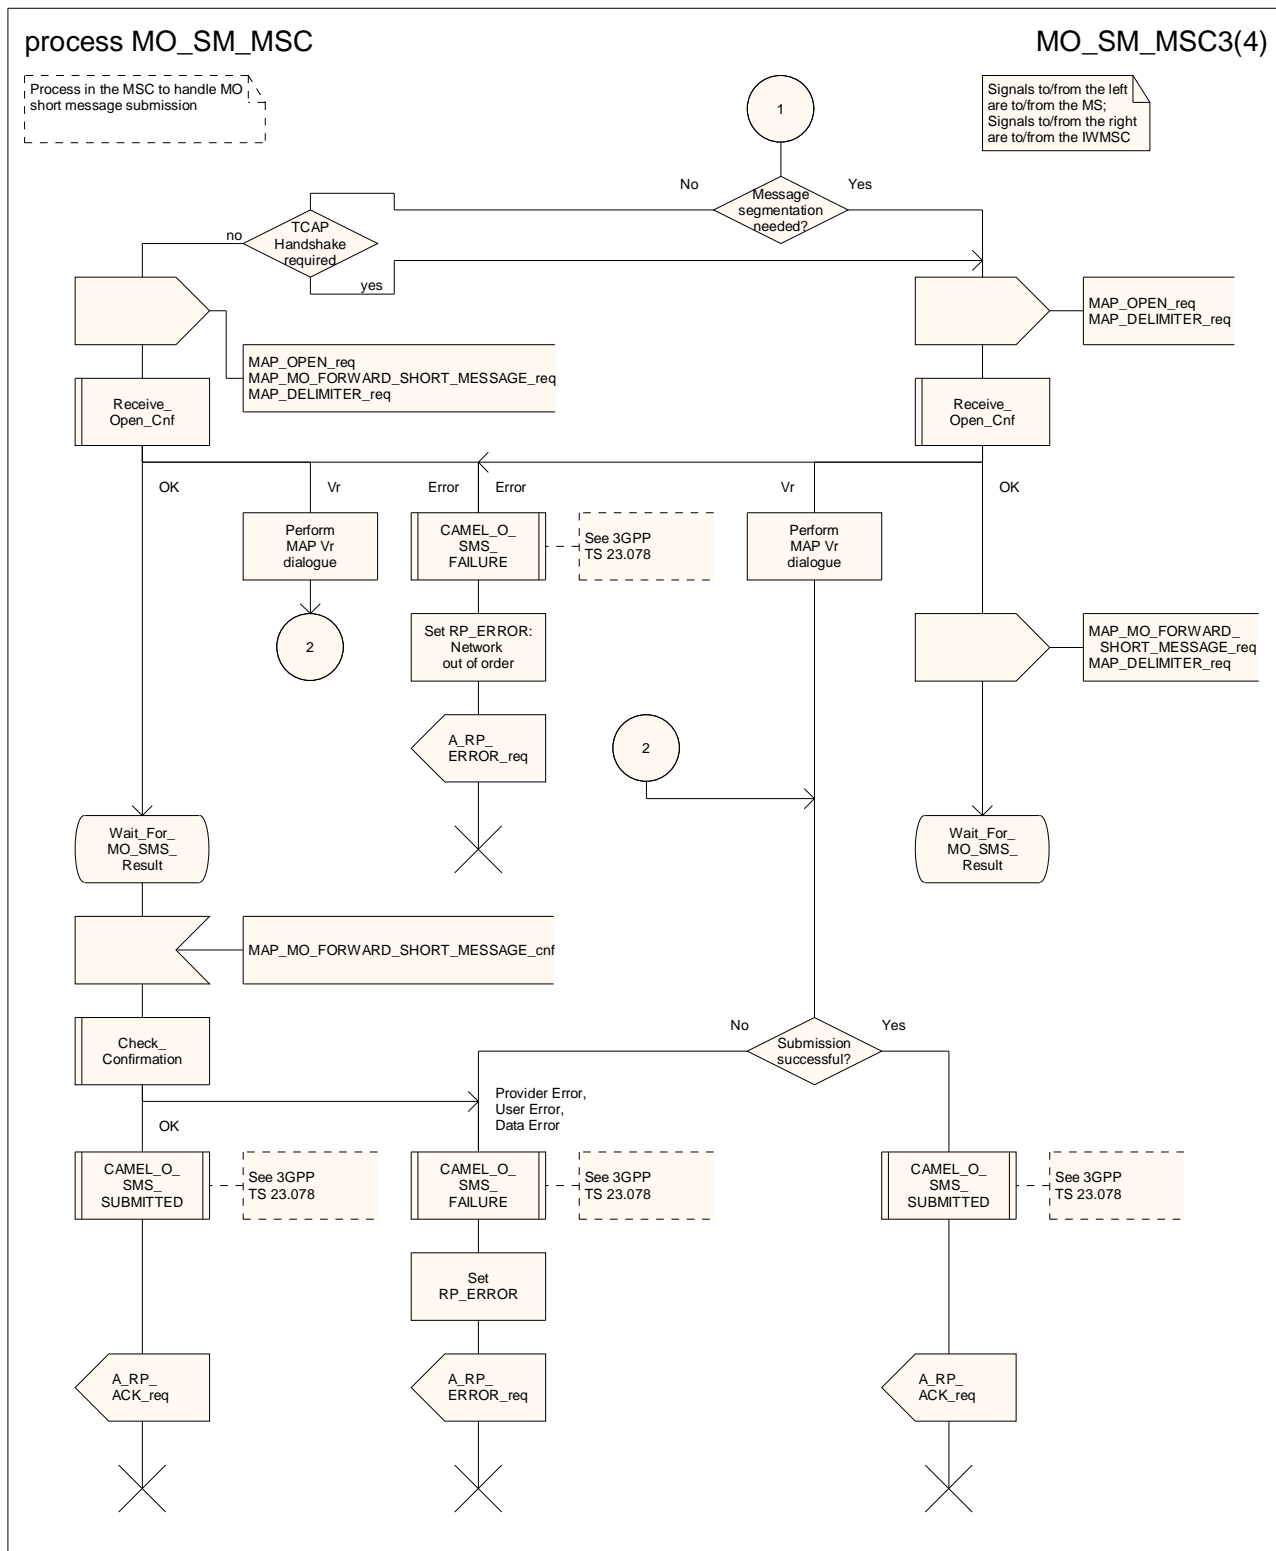 process MO_SM_MSC
MO_SM_MSC3(4)
Process in the MSC to handle MO
short message submission
1
Signals to/from the left
are to/from the MS;
Signals to/from the right
are to/from the IWMSC
No
Message
segmentation
needed?
Yes
no
TCAP
Handshake
required
yes
MAP_OPEN_req
MAP_DELIMITER_req
MAP_OPEN_req
MAP_MO_FORWARD_SHORT_MESSAGE_req
MAP_DELIMITER_req
Receive_
Open_Cnf
Receive_
Open_Cnf
OK
Vr
Error
Error
Vr
OK
Perform
MAP Vr
dialogue
CAMEL_O_
SMS_
FAILURE
See 3GPP
TS 23.078
Perform
MAP Vr
dialogue
2
Set RP_ERROR:
Network
out of order
MAP_MO_FORWARD_
SHORT_MESSAGE_req
MAP_DELIMITER_req
A_RP_
ERROR_req
2
Wait_For_
MO_SMS_
Result
Wait_For_
MO_SMS_
Result
MAP_MO_FORWARD_SHORT_MESSAGE_cnf
Check_
Confirmation
No
Submission
successful?
Yes
OK
Provider Error,
User Error,
Data Error
CAMEL_O_
SMS_
SUBMITTED
See 3GPP
TS 23.078
CAMEL_O_
SMS_
FAILURE
See 3GPP
TS 23.078
CAMEL_O_
SMS_
SUBMITTED
See 3GPP
TS 23.078
Set
RP_ERROR
A_RP_
ACK_req
A_RP_
ERROR_req
A_RP_
ACK_req